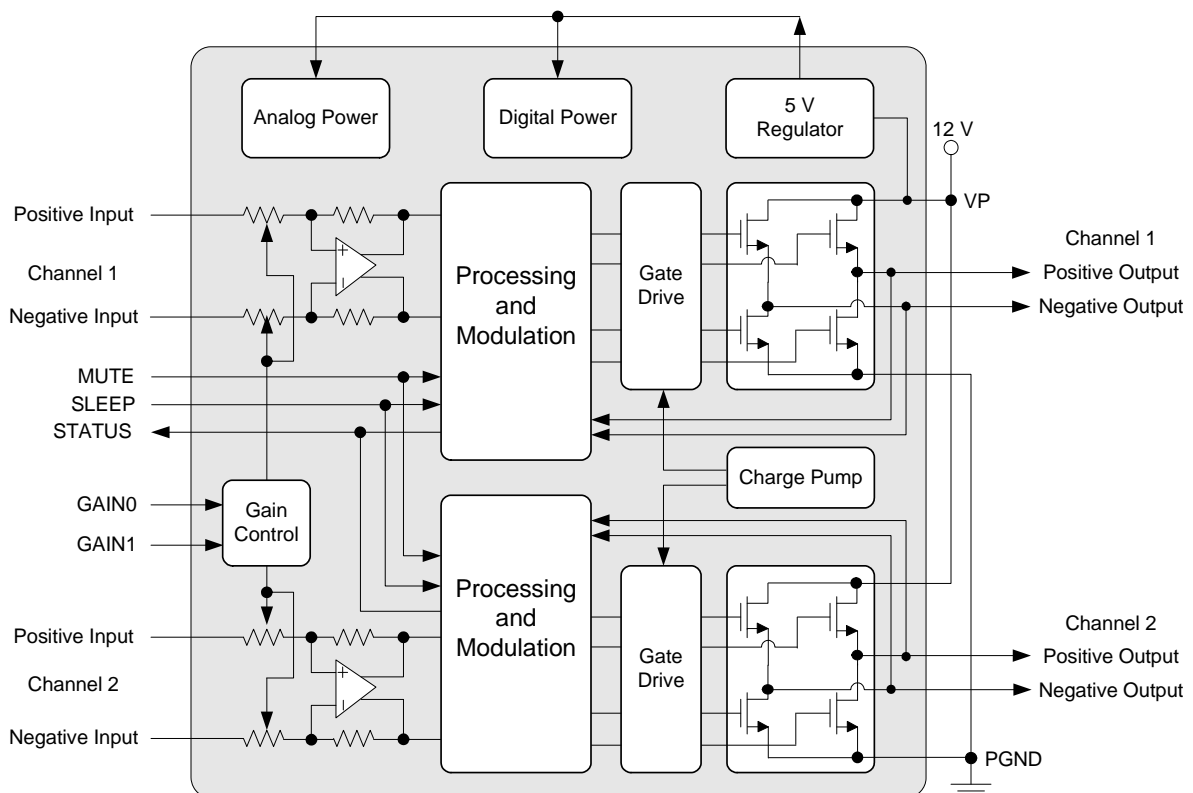 Analog Power
Digital Power
5 V
Regulator
12 V
VP
Positive Input
Channel 1
Negative Input
+
−
Processing
and
Modulation
Gate
Drive
Channel 1
Positive Output
Negative Output
MUTE
SLEEP
STATUS
Charge Pump
GAIN0
GAIN1
Gain
Control
Processing
and
Modulation
Gate
Drive
Positive Input
Channel 2
Negative Input
+
−
Channel 2
Positive Output
Negative Output
PGND